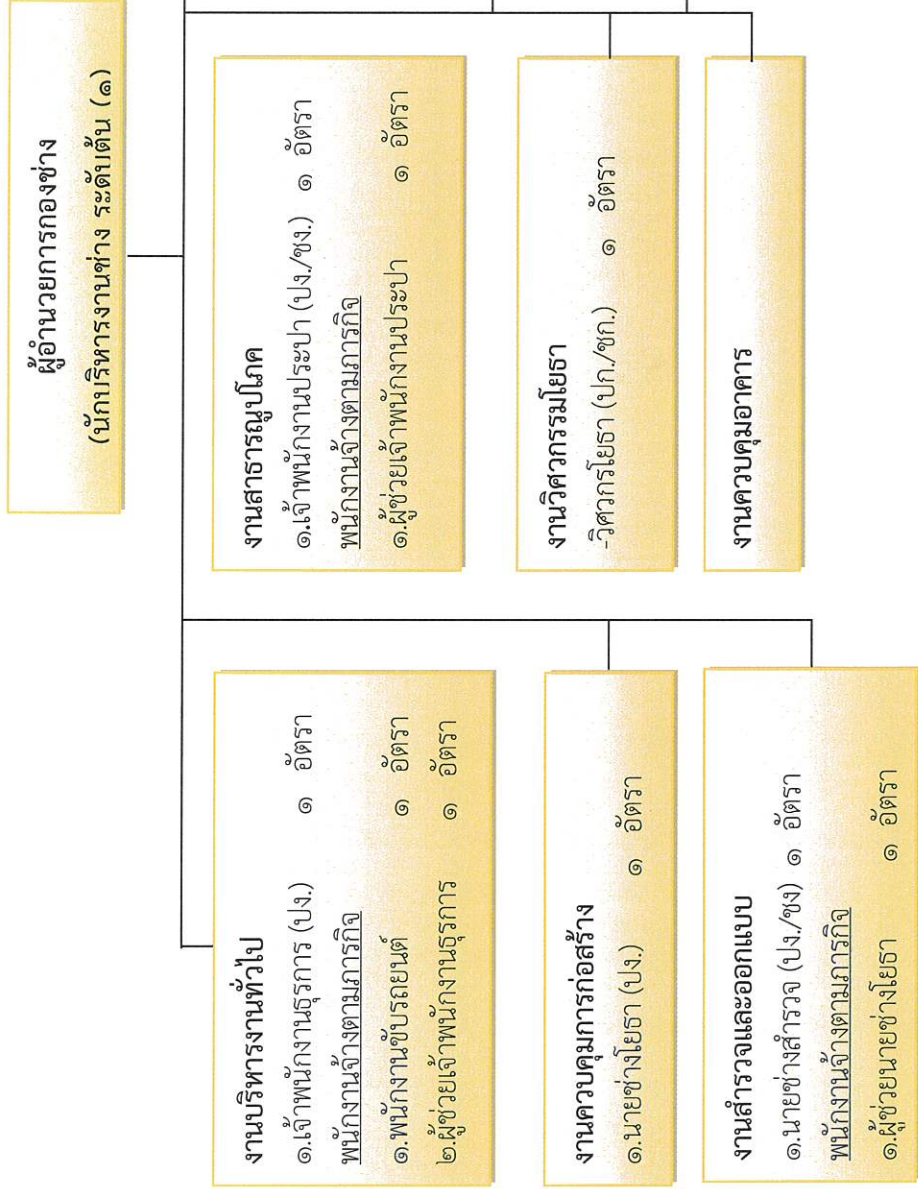 ผู้อำนวยการกองช่าง
(นักบริหารงานช่าง ระดับต้น (๑)
งานบริหารงานทั่วไป
๑.เจ้าพนักงานธุรการ (ปง.) ๑ อัตรา
พนักงานจ้างตามภารกิจ
๑.พนักงานขับรถยนต์ ๑ อัตรา
๒.ผู้ช่วยเจ้าพนักงานธุรการ ๑ อัตรา
งานควบคุมการก่อสร้าง
๑.นายช่างโยธา (ปง.) ๑ อัตรา
งานสำรวจและออกแบบ
๑.นายช่างสำรวจ (ปง./ชง) ๑ อัตรา
พนักงานจ้างตามภารกิจ
๑.ผู้ช่วยนายช่างโยธา ๑ อัตรา
งานสาธารณูปโภค
๑.เจ้าพนักงานประปา (ปง./ชง.) ๑ อัตรา
พนักงานจ้างตามภารกิจ
๑.ผู้ช่วยเจ้าพนักงานประปา ๑ อัตรา
งานวิศวกรรมโยธา
-วิศวกรโยธา (ปก./ชก.) ๑ อัตรา
งานควบคุมอาคาร